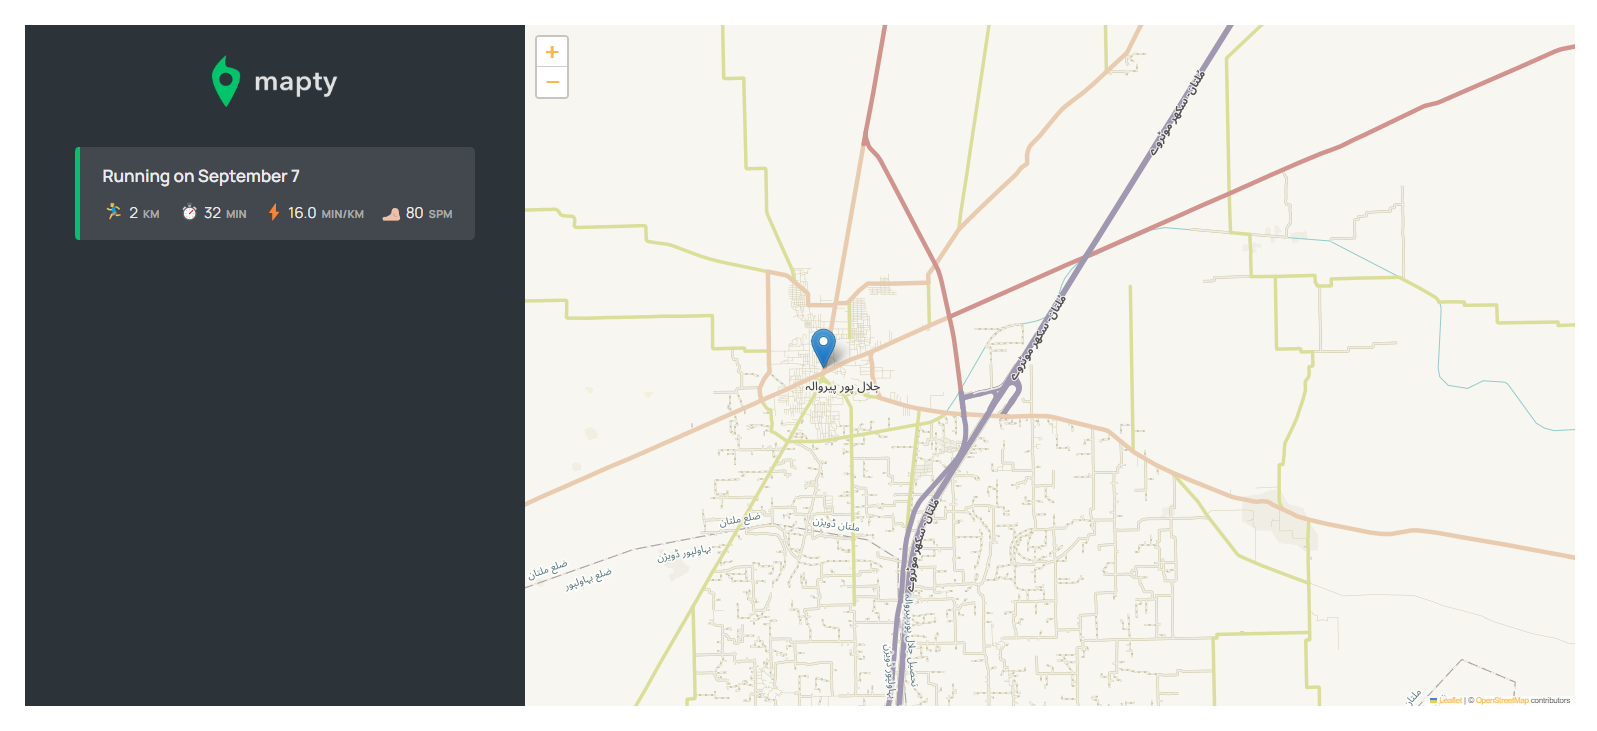 mapty
Running on September 7
2 KM 32 MIN 16.0 MIN/KM 80 SPM
+
−
ملتان-سکھر موٹروے
ملتان-سکھر موٹروے
جلال پور پیروالہ
ملتان-سکھر موٹروے
ضلع ملتان
ملتان ڈویژن
بہاولپور ڈویژن
ضلع ملتان
ضلع بہاولپور
تحصیل جلال پور پیروالہ
بہاولپور ڈویژن
Leaflet | © OpenStreetMap contributors